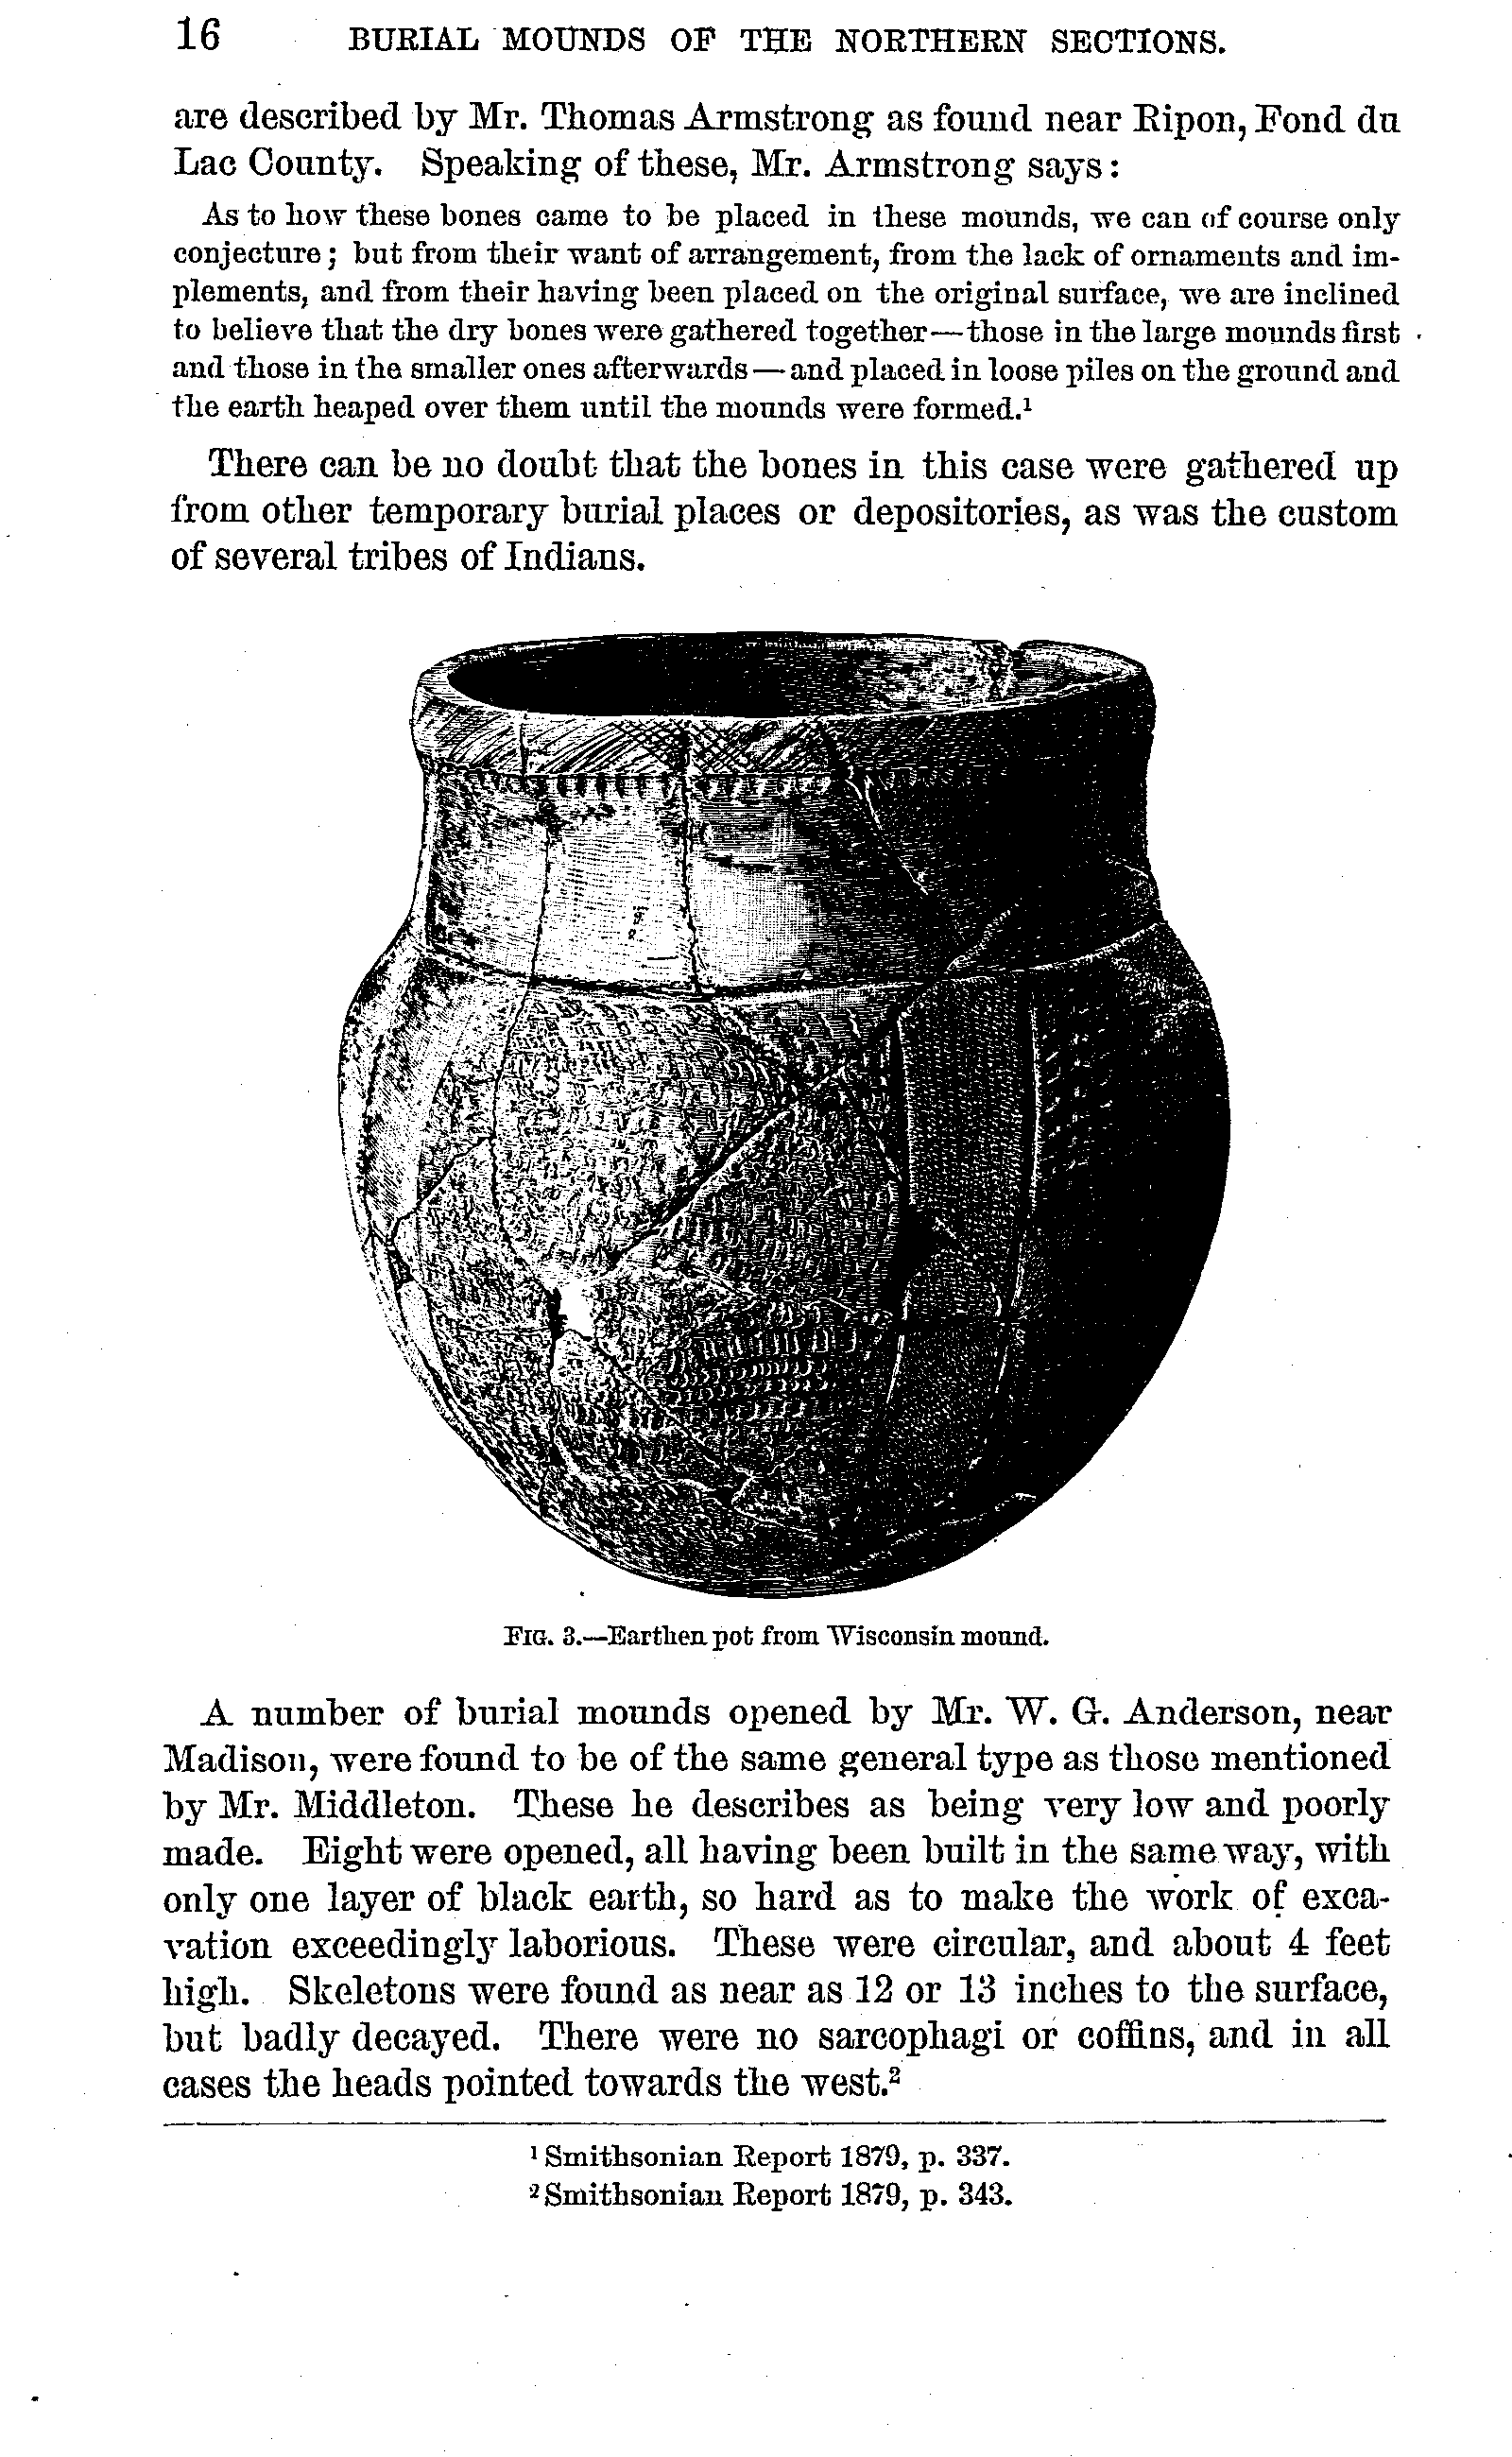 16 BURIAL MOUNDS OF THE NORTHERN SECTIONS.
are described by Mr. Thomas Armstrong as found near Ripon, Fond du
Lac County. Speaking of these, Mr. Armstrong says:
As to how these bones came to be placed in these mounds, we can of course only
conjecture; but from their want of arrangement, from the lack of ornaments and im-
plements, and from their having been placed on the original surface, we are inclined
to believe that the dry bones were gathered together—those in the large mounds first
and those in the smaller ones afterwards—and placed in loose piles on the ground and
the earth heaped over them until the mounds were formed.¹
There can be no doubt that the bones in this case were gathered up
from other temporary burial places or depositories, as was the custom
of several tribes of Indians.
FIG. 3.—Earthen pot from Wisconsin mound.
A number of burial mounds opened by Mr. W. G. Anderson, near
Madison, were found to be of the same general type as those mentioned
by Mr. Middleton. These he describes as being very low and poorly
made. Eight were opened, all having been built in the same way, with
only one layer of black earth, so hard as to make the work of exca-
vation exceedingly laborious. These were circular, and about 4 feet
high. Skeletons were found as near as 12 or 13 inches to the surface,
but badly decayed. There were no sarcophagi or coffins, and in all
cases the heads pointed towards the west.²
¹ Smithsonian Report 1879, p. 337.
² Smithsonian Report 1879, p. 343.